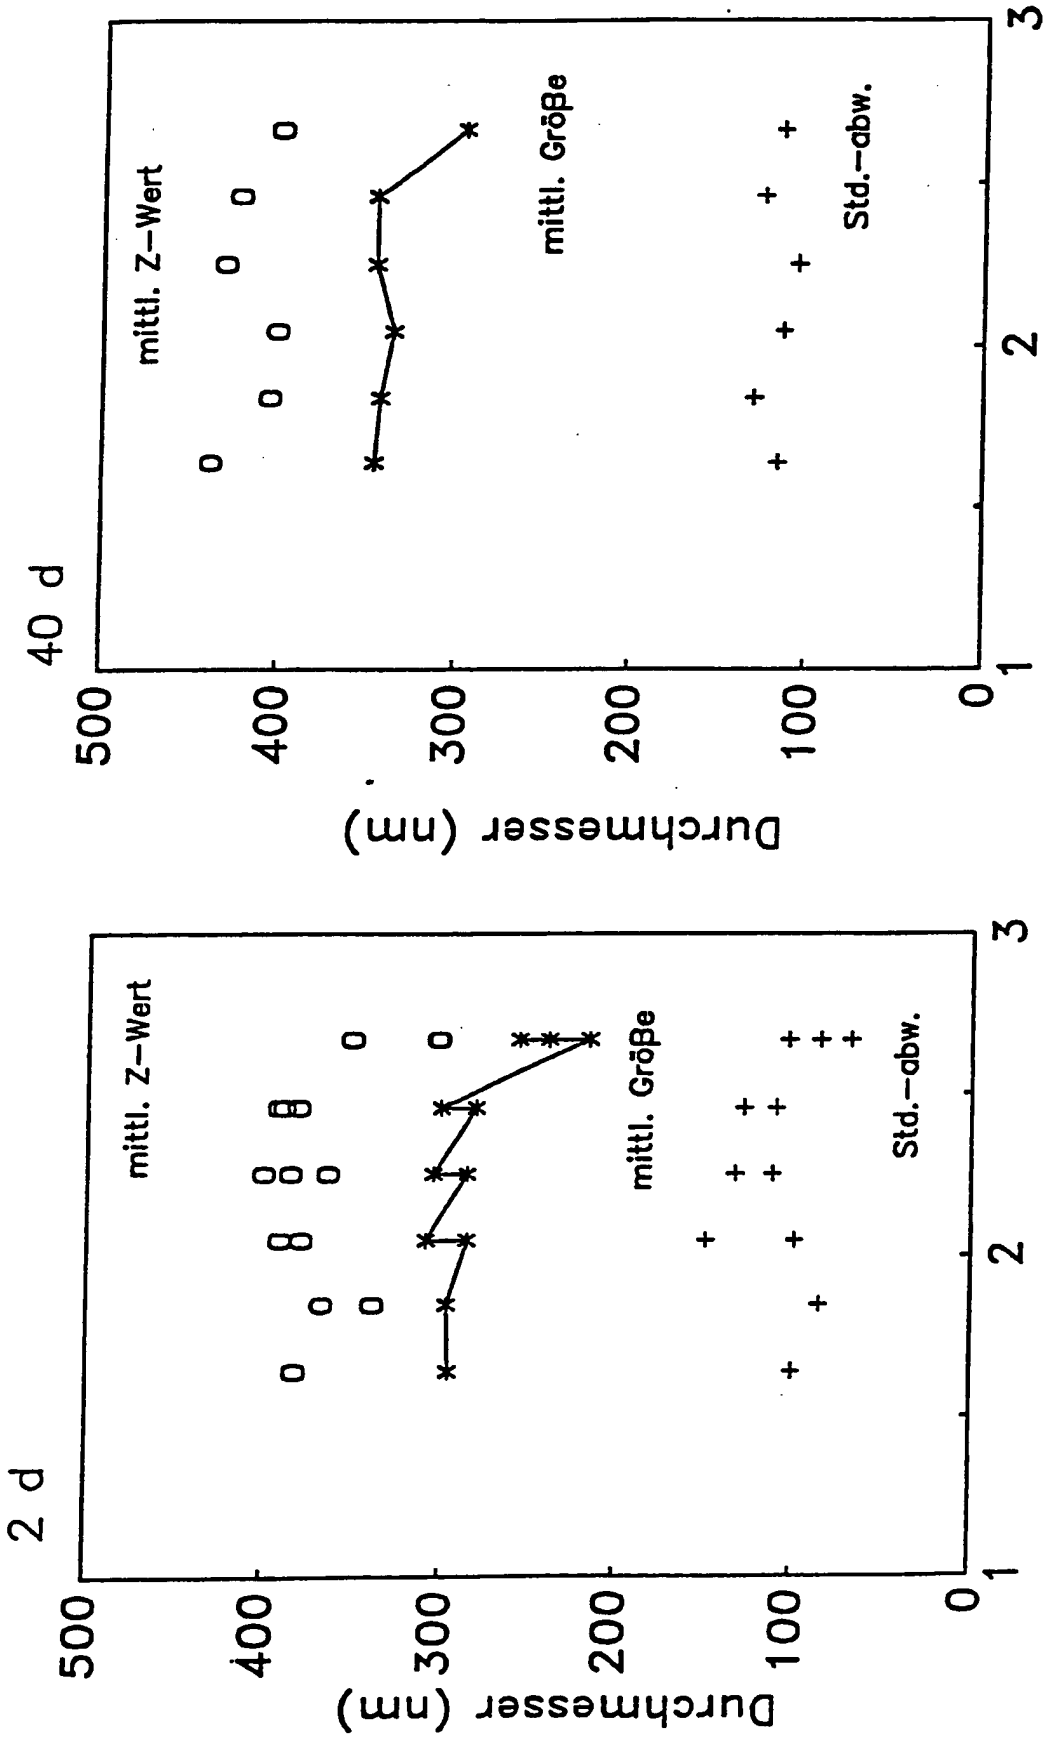 2 d
500
400
300
200
100
0
Durchmesser (nm)
mittl. Z-Wert
mittl. Größe
Std.-abw.
1
2
3
40 d
500
400
300
200
100
0
Durchmesser (nm)
mittl. Z-Wert
mittl. Größe
Std.-abw.
1
2
3